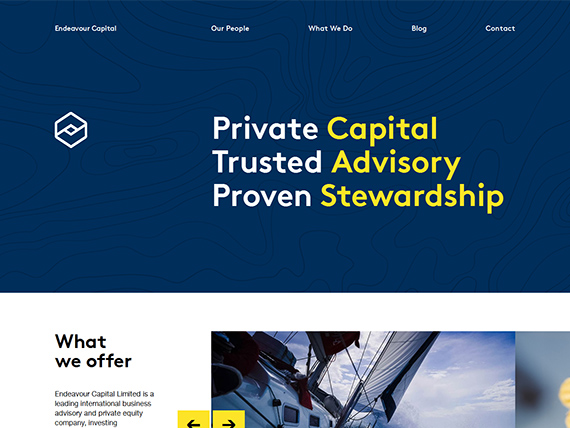 Endeavour Capital
Our People
What We Do
Blog
Contact
Private Capital
Trusted Advisory
Proven Stewardship
What
we offer
Endeavour Capital Limited is a
leading international business
advisory and private equity
company, investing